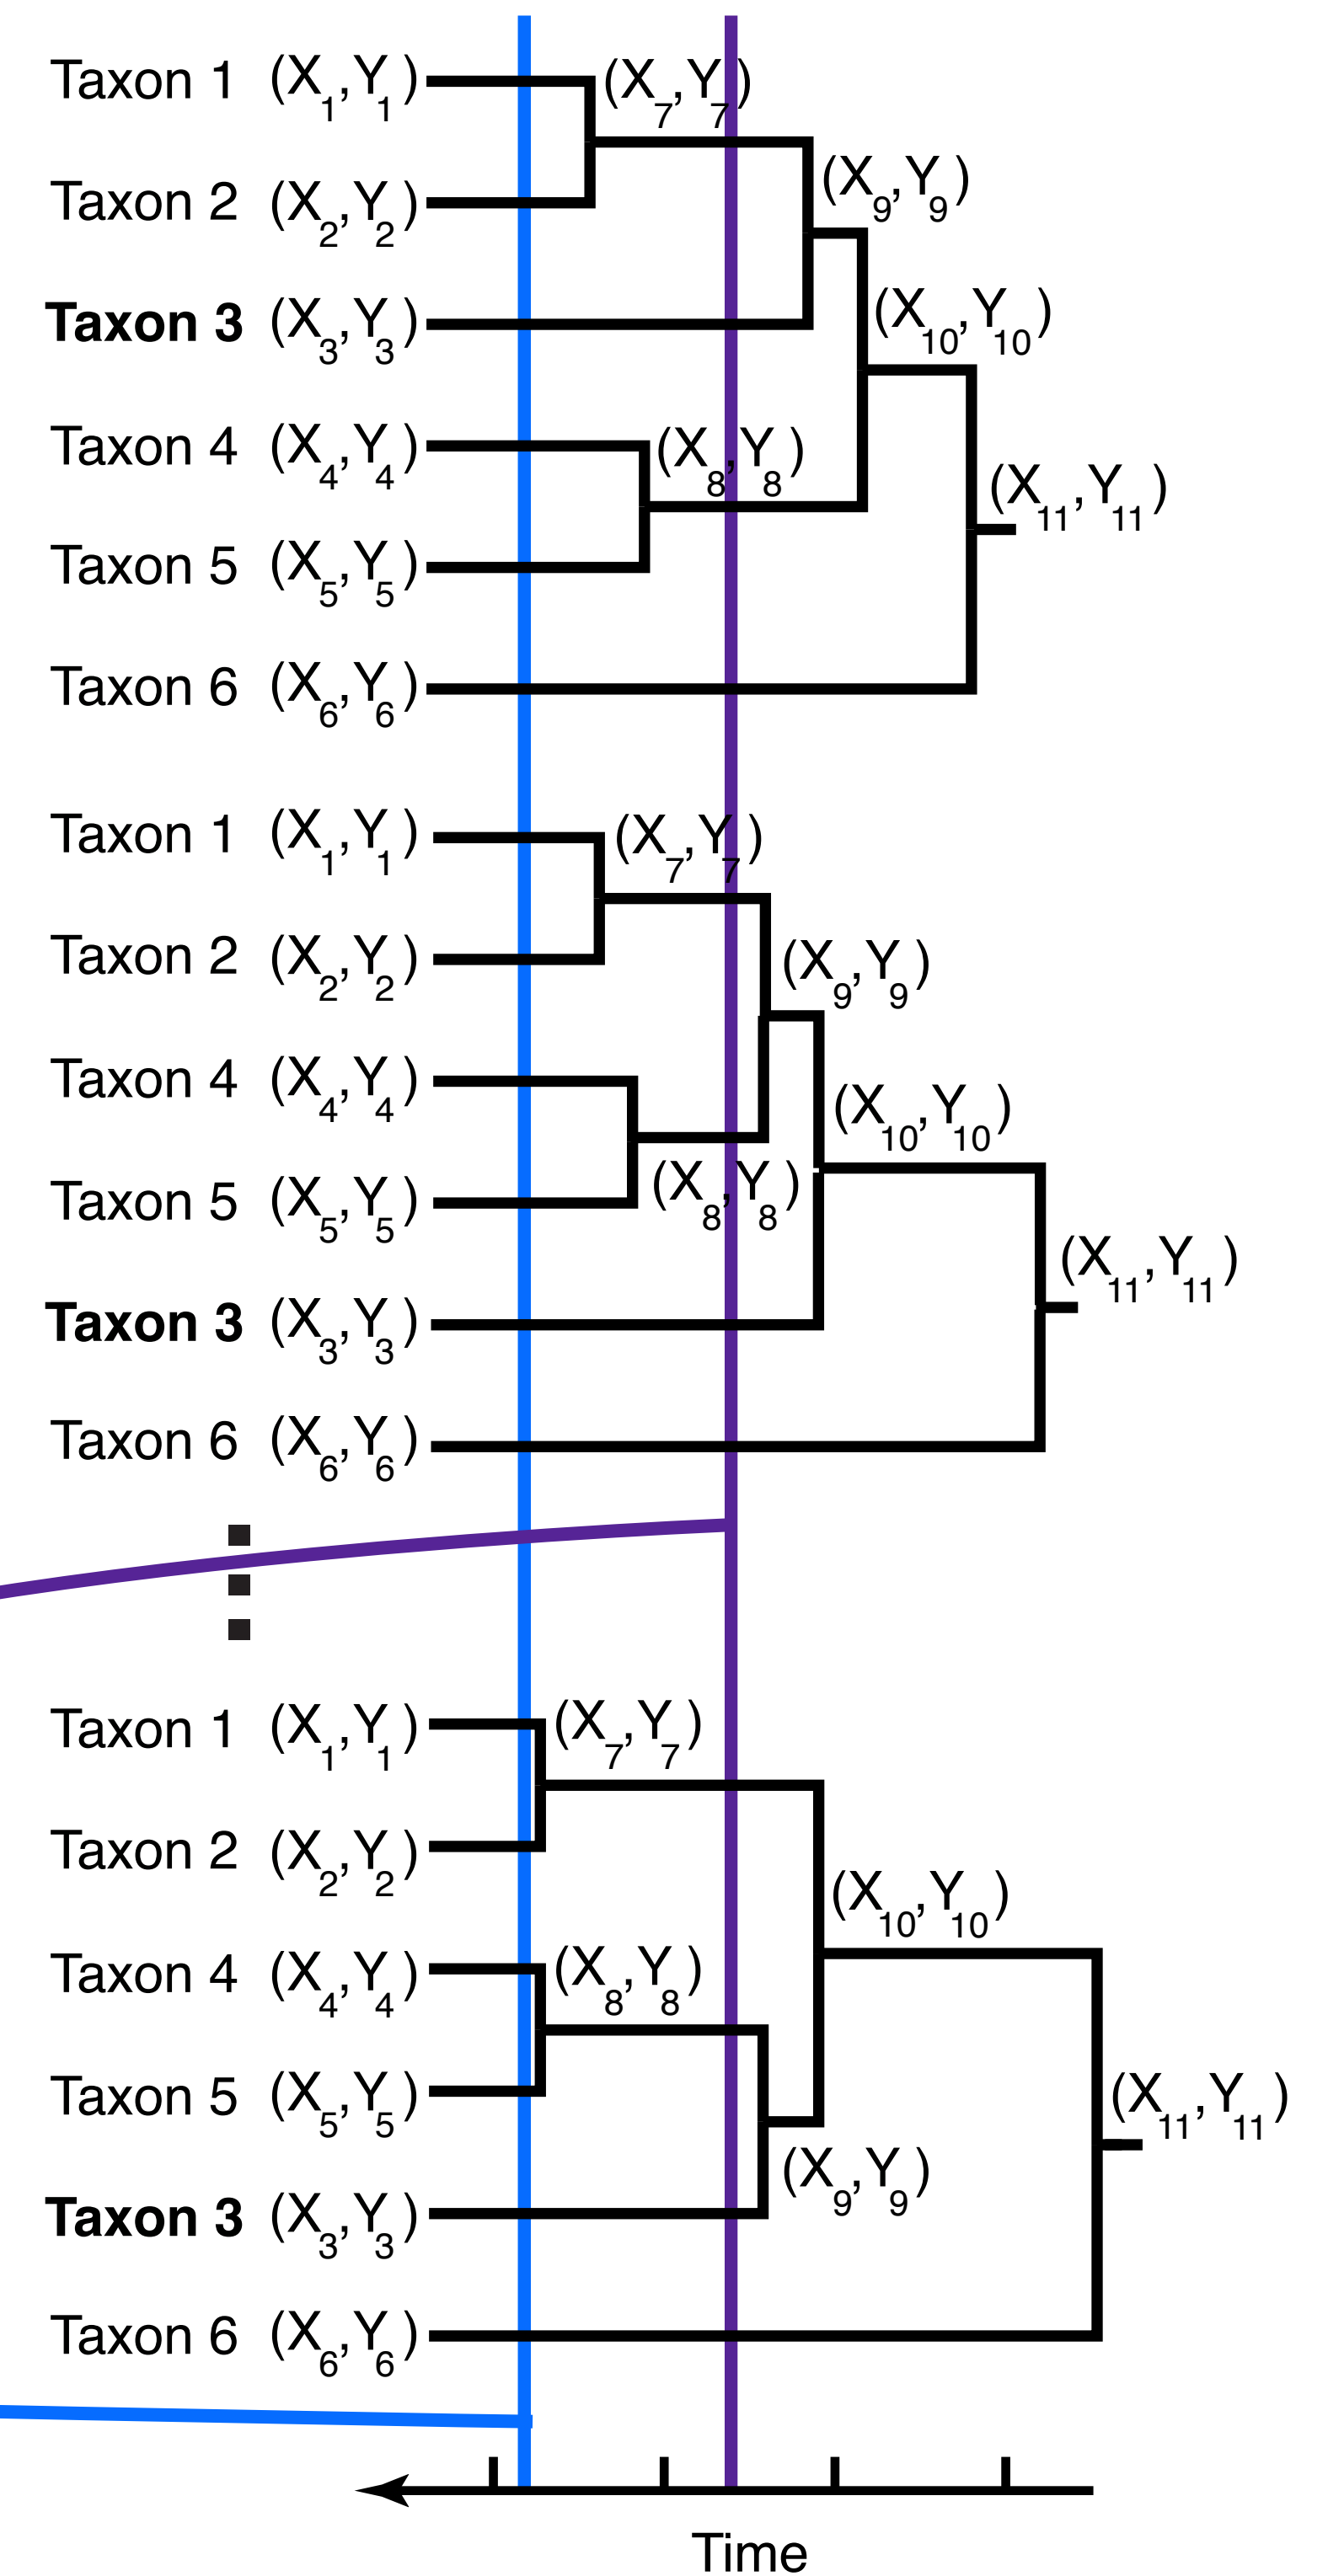 Taxon 1 (X₁,Y₁) (X₇,Y₇)
Taxon 2 (X₂,Y₂) (X₉,Y₉)
Taxon 3 (X₃,Y₃) (X₁₀,Y₁₀)
Taxon 4 (X₄,Y₄) (X₈,Y₈)
(X₁₁,Y₁₁)
Taxon 5 (X₅,Y₅)
Taxon 6 (X₆,Y₆)
Taxon 1 (X₁,Y₁) (X₇,Y₇)
Taxon 2 (X₂,Y₂) (X₉,Y₉)
Taxon 4 (X₄,Y₄) (X₁₀,Y₁₀)
Taxon 5 (X₅,Y₅) (X₈,Y₈)
(X₁₁,Y₁₁)
Taxon 3 (X₃,Y₃)
Taxon 6 (X₆,Y₆)
Taxon 1 (X₁,Y₁) (X₇,Y₇)
Taxon 2 (X₂,Y₂) (X₁₀,Y₁₀)
Taxon 4 (X₄,Y₄) (X₈,Y₈)
Taxon 5 (X₅,Y₅) (X₁₁,Y₁₁)
(X₉,Y₉)
Taxon 3 (X₃,Y₃)
Taxon 6 (X₆,Y₆)
Time